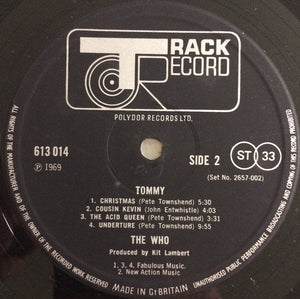 TRACK
RECORD
POLYDOR RECORDS LTD.
613 014
SIDE 2
ST 33
℗ 1969
(Set No. 2657-002)
TOMMY
1. CHRISTMAS (Pete Townshend) 5:30
2. COUSIN KEVIN (John Entwhistle) 4:03
3. THE ACID QUEEN (Pete Townshend) 3:31
4. UNDERTURE (Pete Townshend) 9:55
THE WHO
Produced by Kit Lambert
1, 3, 4. Fabulous Music.
2. New Action Music
ALL RIGHTS OF THE MANUFACTURER AND OF THE OWNER OF THE RECORDED WORK RESERVED
UNAUTHORISED PUBLIC PERFORMANCE BROADCASTING AND COPYING OF THIS RECORD PROHIBITED
MADE IN Gt BRITAIN